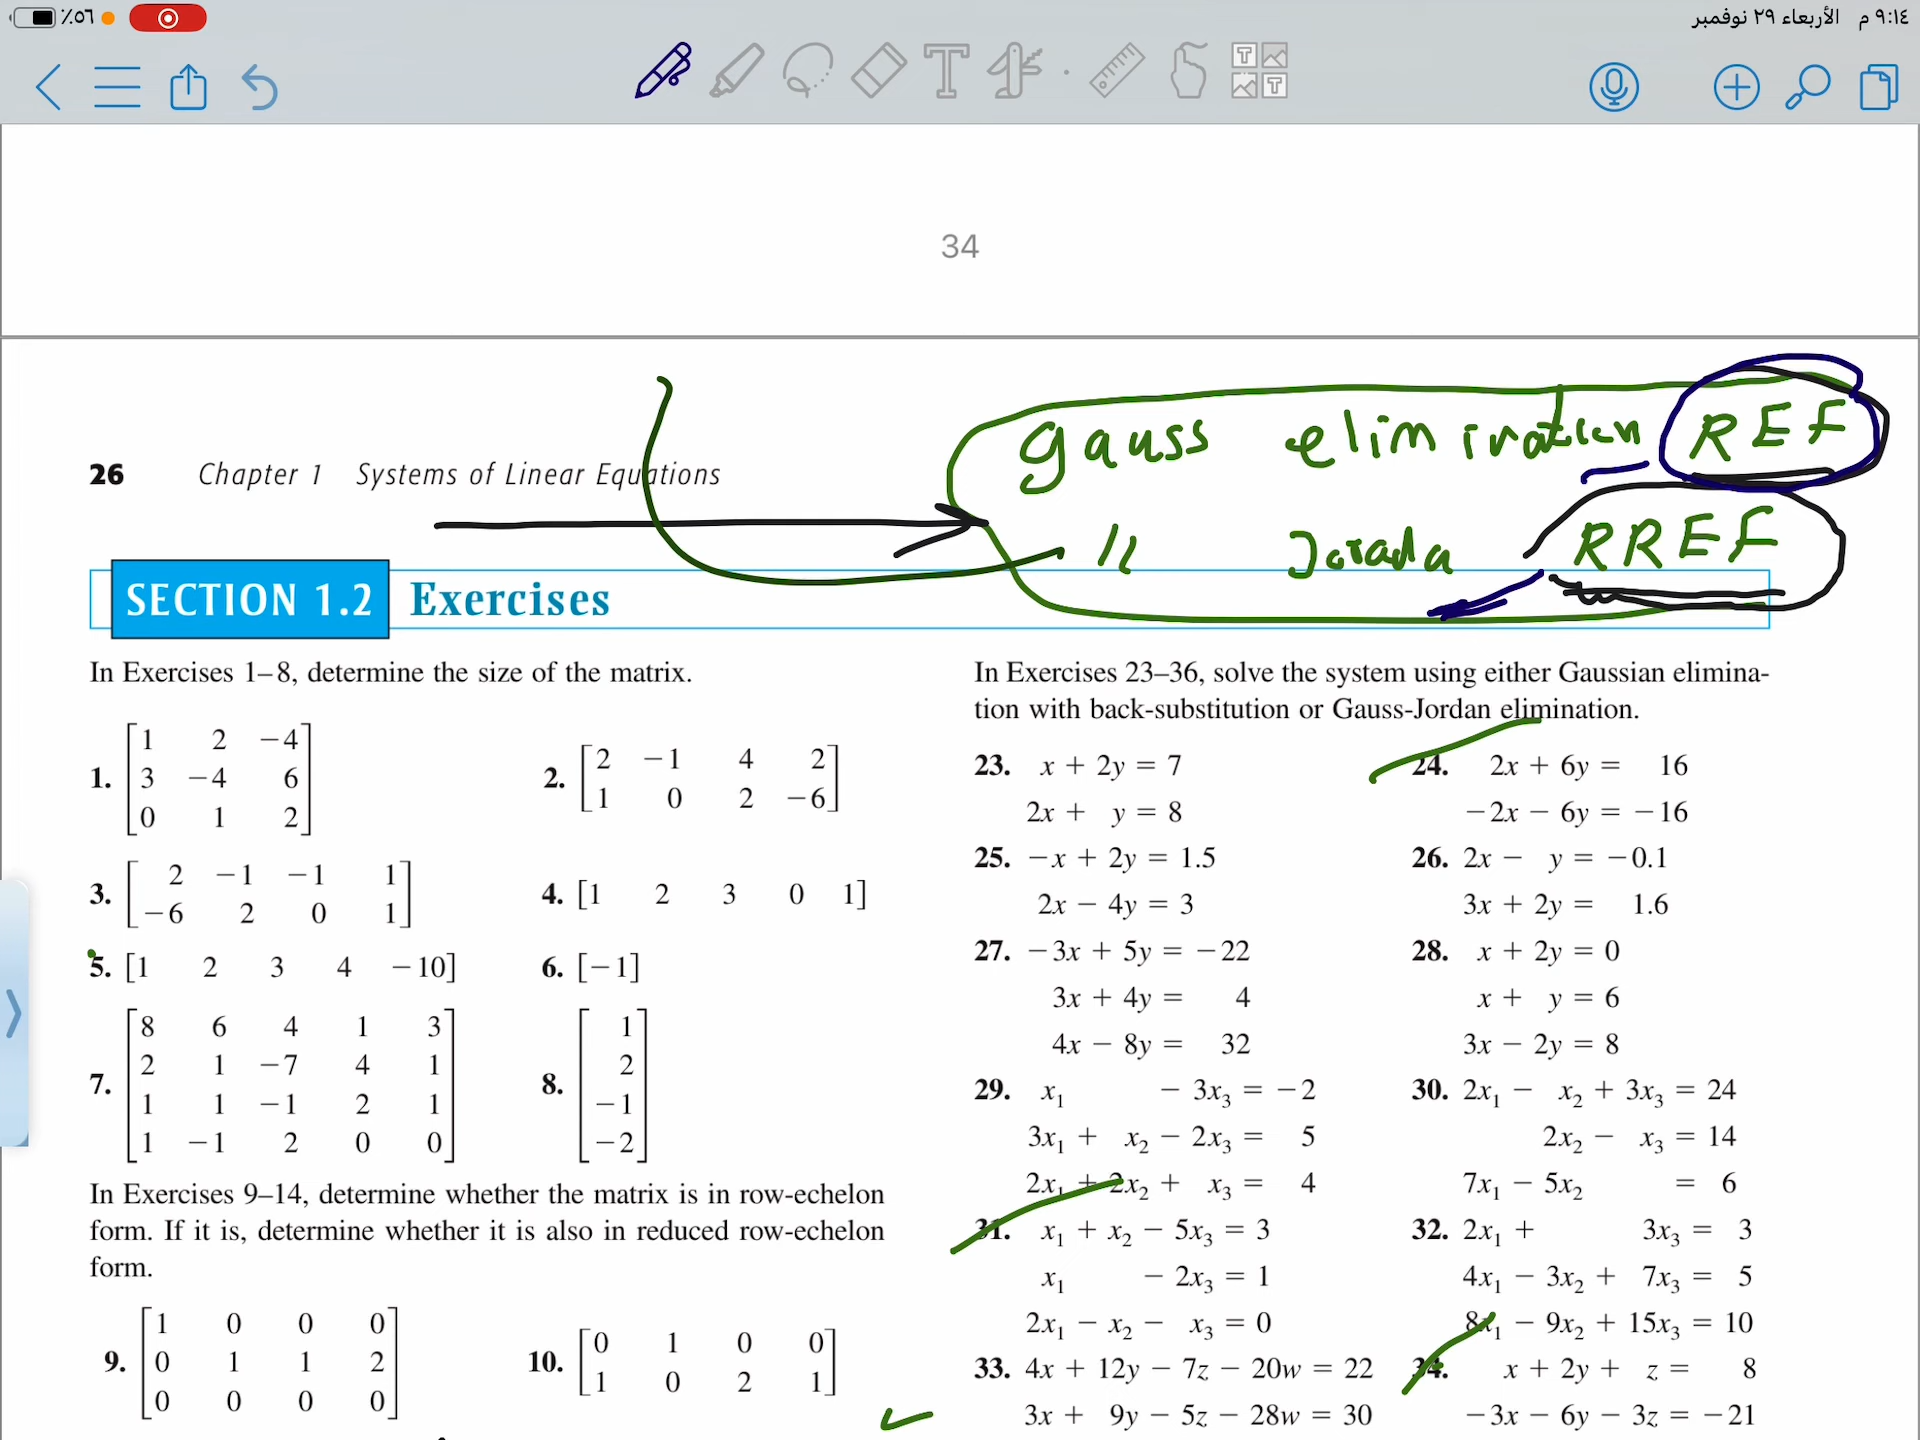 ٪٥٦
٩:١٤ م الأربعاء ٢٩ نوفمبر
34
gauss elimination REF
26 Chapter 1 Systems of Linear Equations
〃 RREF
SECTION 1.2 Exercises
In Exercises 1–8, determine the size of the matrix.
1. [1 2 −4
3 −4 6
0 1 2]
2. [2 −1 4 2
1 0 2 −6]
3. [2 −1 −1 1
−6 2 0 1]
4. [1 2 3 0 1]
5. [1 2 3 4 −10]
6. [−1]
7. [8 6 4 1 3
2 1 −7 4 1
1 1 −1 2 1
1 −1 2 0 0]
8. [1
2
−1
−2]
In Exercises 9–14, determine whether the matrix is in row-echelon
form. If it is, determine whether it is also in reduced row-echelon
form.
9. [1 0 0 0
0 1 1 2
0 0 0 0]
10. [0 1 0 0
1 0 2 1]
In Exercises 23–36, solve the system using either Gaussian elimina-
tion with back-substitution or Gauss-Jordan elimination.
23. x + 2y = 7
2x + y = 8
24. 2x + 6y = 16
−2x − 6y = −16
25. −x + 2y = 1.5
2x − 4y = 3
26. 2x − y = −0.1
3x + 2y = 1.6
27. −3x + 5y = −22
3x + 4y = 4
4x − 8y = 32
28. x + 2y = 0
x + y = 6
3x − 2y = 8
29. x₁ − 3x₃ = −2
3x₁ + x₂ − 2x₃ = 5
2x₁ + 2x₂ + x₃ = 4
30. 2x₁ − x₂ + 3x₃ = 24
2x₂ − x₃ = 14
7x₁ − 5x₂ = 6
31. x₁ + x₂ − 5x₃ = 3
x₁ − 2x₃ = 1
2x₁ − x₂ − x₃ = 0
32. 2x₁ + 3x₃ = 3
4x₁ − 3x₂ + 7x₃ = 5
8x₁ − 9x₂ + 15x₃ = 10
33. 4x + 12y − 7z − 20w = 22
3x + 9y − 5z − 28w = 30
34. x + 2y + z = 8
−3x − 6y − 3z = −21